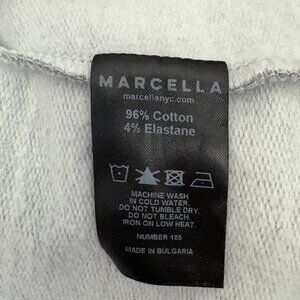 MARCELLA
marcellanyc.com
96% Cotton
4% Elastane
MACHINE WASH
IN COLD WATER.
DO NOT TUMBLE DRY.
DO NOT BLEACH.
IRON ON LOW HEAT.
NUMBER 185
MADE IN BULGARIA